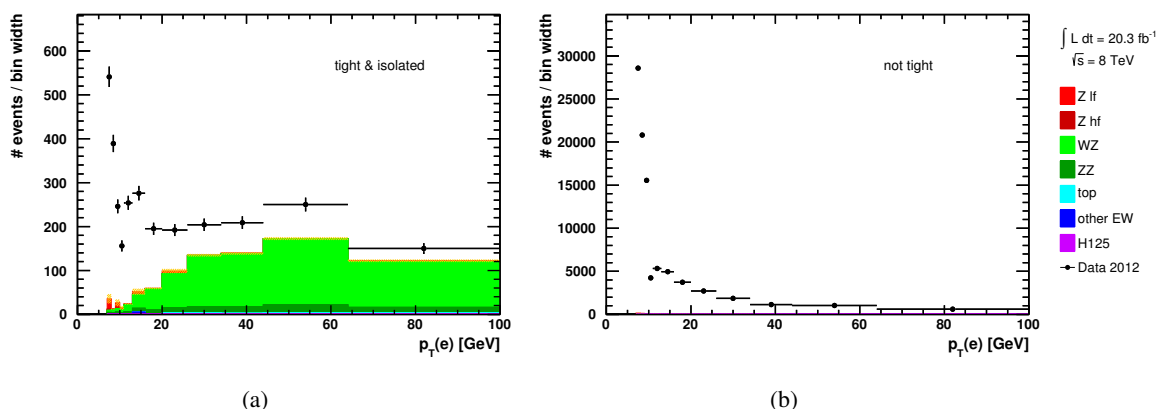 # events / bin width
600
500
400
300
200
100
0
tight & isolated
0 20 40 60 80 100
p_T(e) [GeV]
(a)
# events / bin width
30000
25000
20000
15000
10000
5000
0
not tight
0 20 40 60 80 100
p_T(e) [GeV]
(b)
∫ L dt = 20.3 fb⁻¹
√s = 8 TeV
Z lf
Z hf
WZ
ZZ
top
other EW
H125
Data 2012